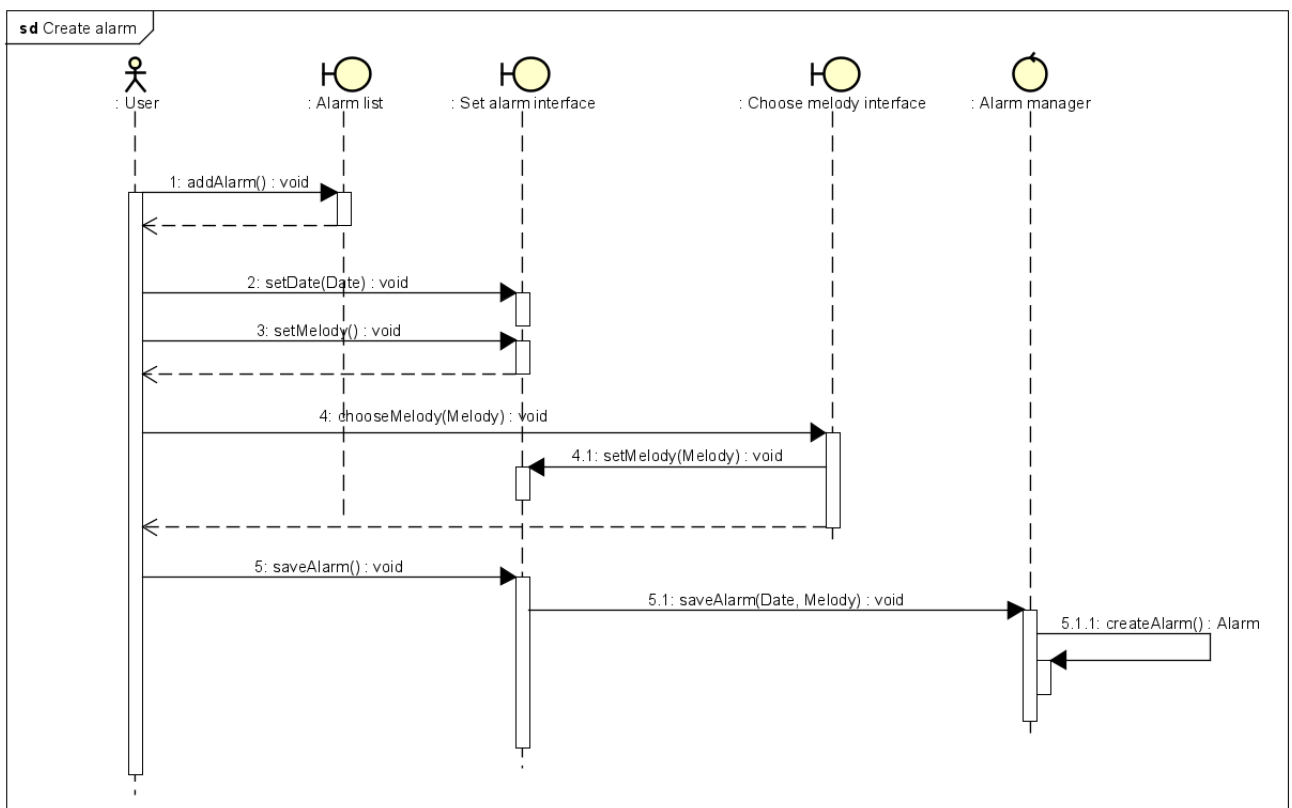 sd Create alarm
: User
: Alarm list
: Set alarm interface
: Choose melody interface
: Alarm manager
1: addAlarm() : void
2: setDate(Date) : void
3: setMelody() : void
4: chooseMelody(Melody) : void
4.1: setMelody(Melody) : void
5: saveAlarm() : void
5.1: saveAlarm(Date, Melody) : void
5.1.1: createAlarm() : Alarm